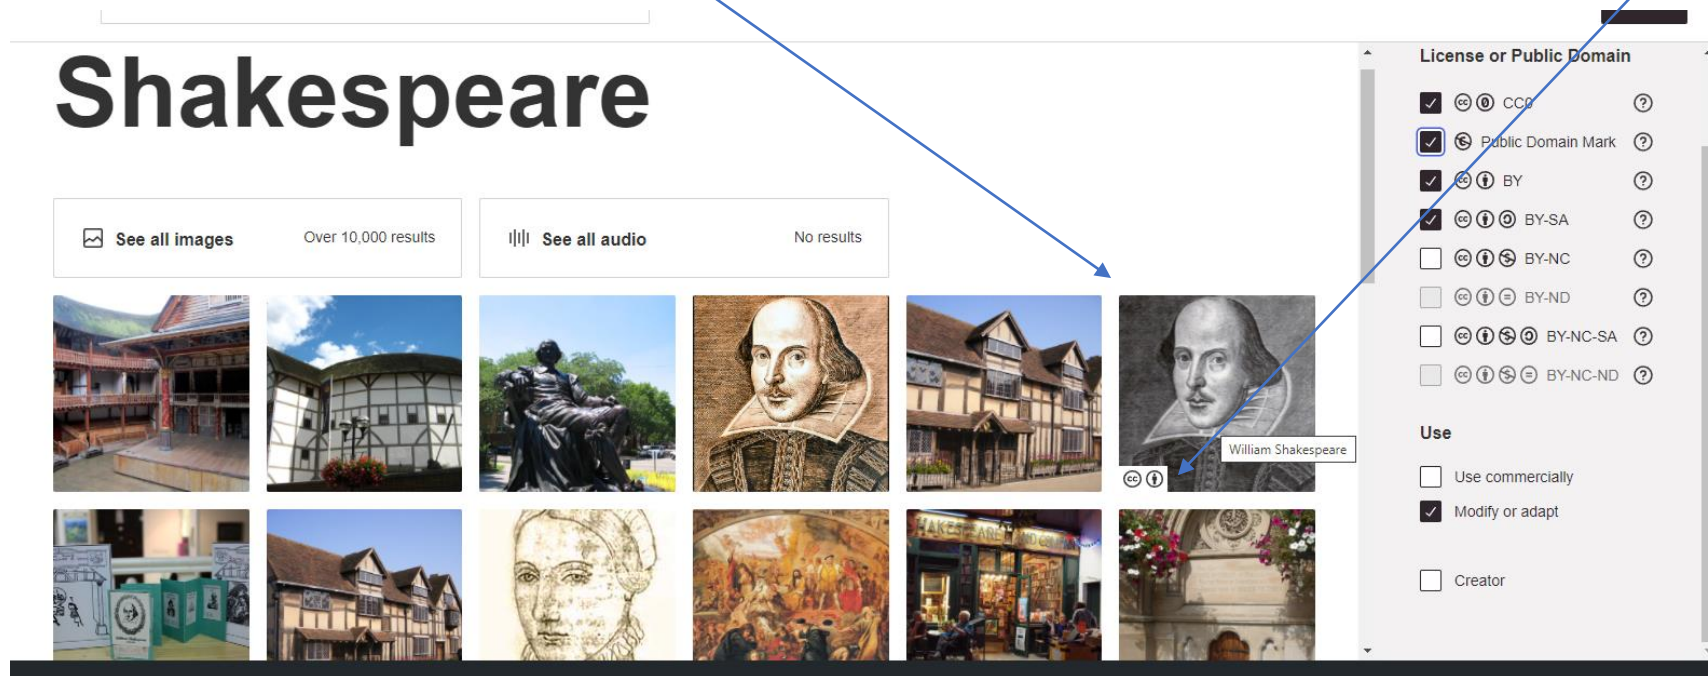 Shakespeare
See all images Over 10,000 results
See all audio No results
William Shakespeare
License or Public Domain
CC0
Public Domain Mark
BY
BY-SA
BY-NC
BY-ND
BY-NC-SA
BY-NC-ND
Use
Use commercially
Modify or adapt
Creator